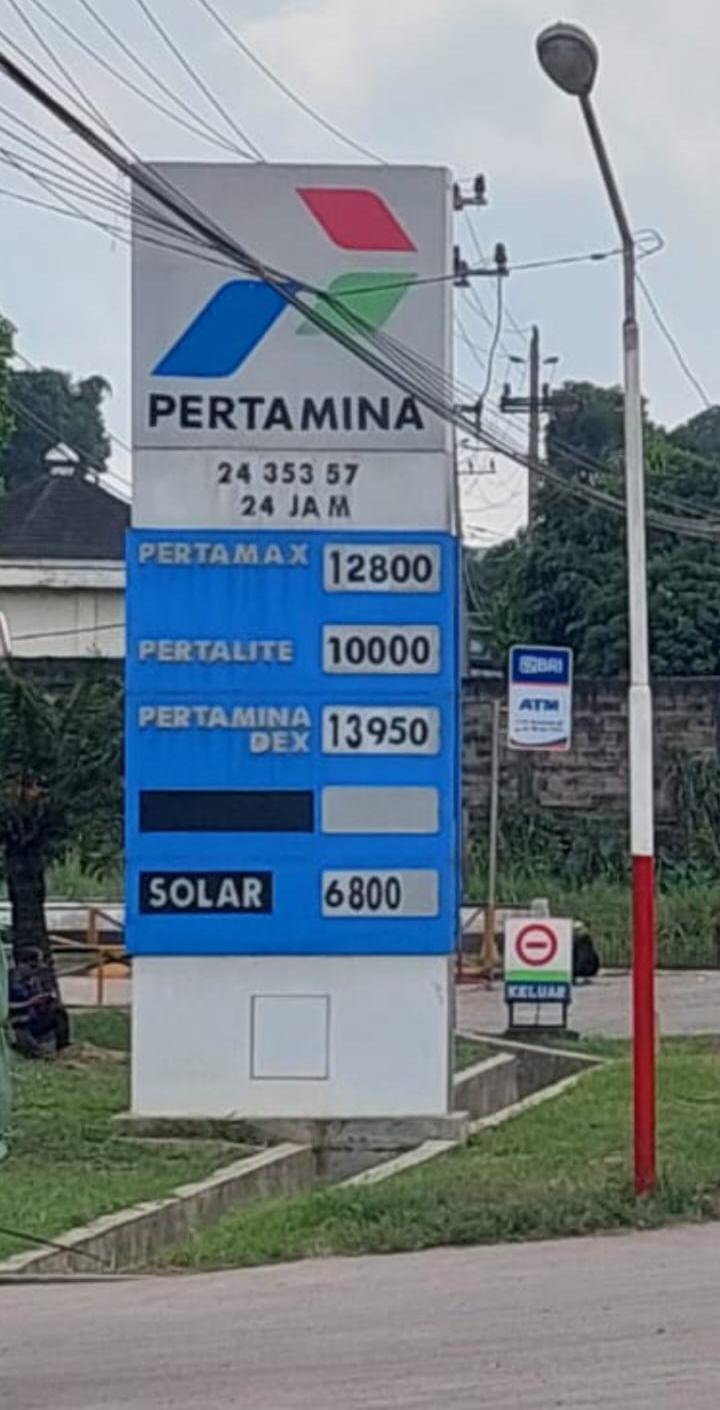 PERTAMINA
24 353 57
24 JAM
PERTAMAX 12800
PERTALITE 10000
PERTAMINA
DEX 13950
SOLAR 6800
BRI
ATM
KELUAR